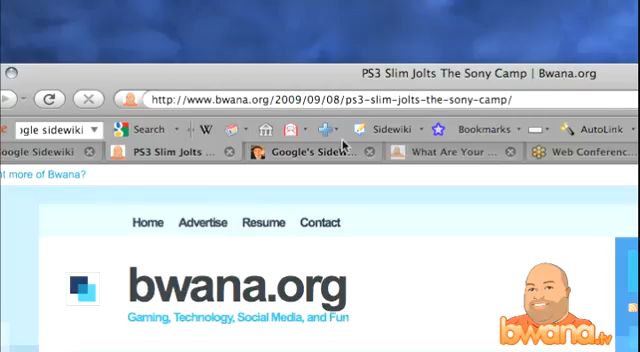 PS3 Slim Jolts The Sony Camp | Bwana.org
http://www.bwana.org/2009/09/08/ps3-slim-jolts-the-sony-camp/
ogle sidewiki Search W Sidewiki Bookmarks AutoLink
Google Sidewiki PS3 Slim Jolts ... Google's Sidew... What Are Your ... Web Conferenc...
nt more of Bwana?
Home Advertise Resume Contact
bwana.org
Gaming, Technology, Social Media, and Fun
bwana.tv